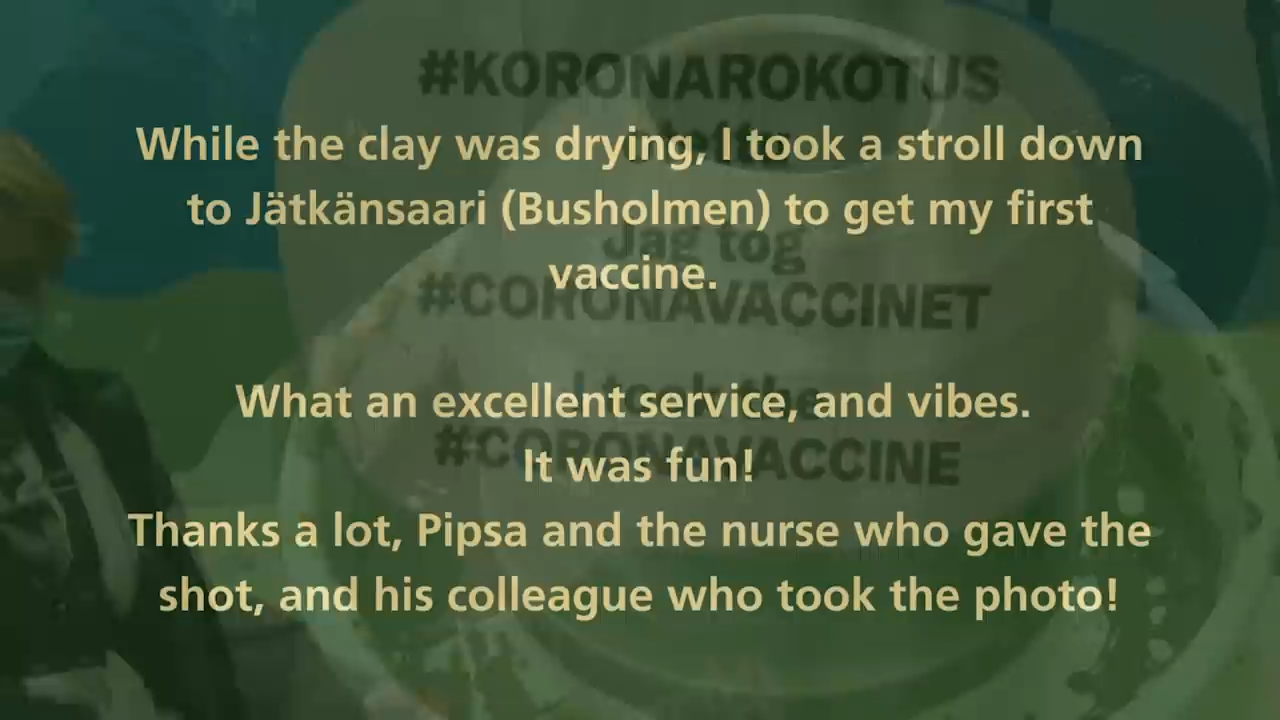 #KORONAROKOTUS
While the clay was drying, I took a stroll down
to Jätkänsaari (Busholmen) to get my first
Jag tog
vaccine.
#CORONAVACCINET
What an excellent service, and vibes.
I took the
#CORONAVACCINE
It was fun!
Thanks a lot, Pipsa and the nurse who gave the
shot, and his colleague who took the photo!